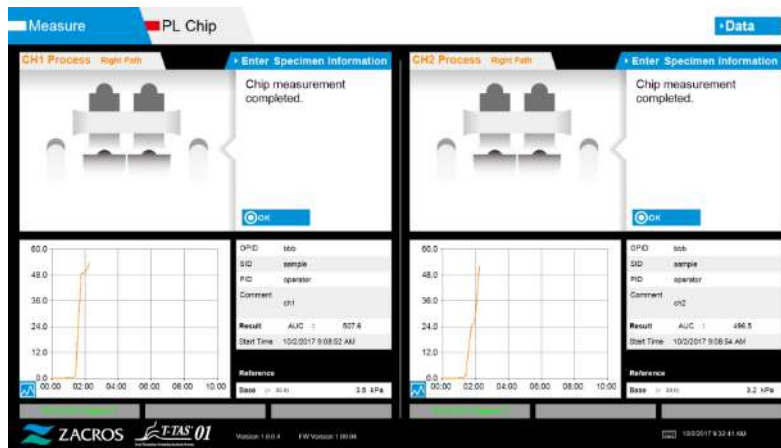 Measure
PL Chip
Data
CH1 Process Right Path
Enter Specimen Information
Chip measurement
completed.
OK
60.0
48.0
36.0
24.0
12.0
0.0
00:00 02:00 04:00 06:00 08:00 10:00
OPID bbb
SID sample
PID operator
Comment ch1
Result AUC : 507.6
Start Time 10/2/2017 9:08:52 AM
Reference
Base 3.5 kPa
CH2 Process Right Path
Enter Specimen Information
Chip measurement
completed.
OK
60.0
48.0
36.0
24.0
12.0
0.0
00:00 02:00 04:00 06:00 08:00 10:00
OPID bbb
SID sample
PID operator
Comment ch2
Result AUC : 496.5
Start Time 10/2/2017 9:08:54 AM
Reference
Base 3.2 kPa
ZACROS T-TAS 01